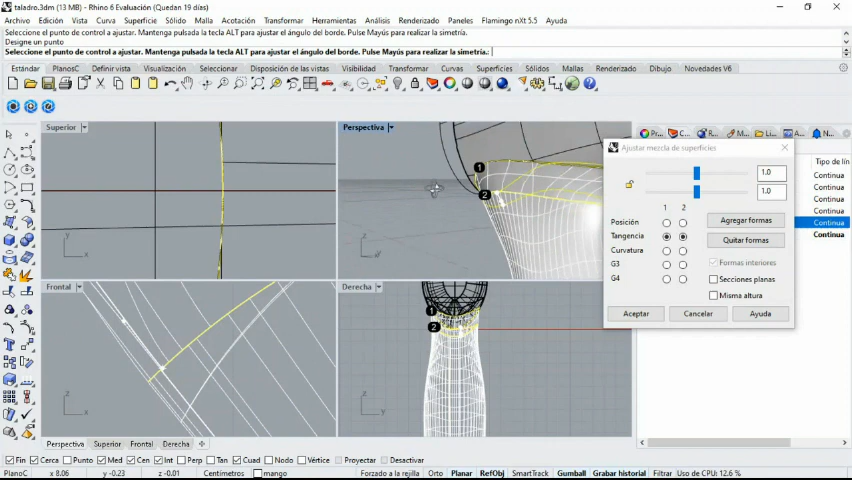 taladro.3dm (13 MB) - Rhino 6 Evaluación (Quedan 19 días)
Archivo Edición Vista Curva Superficie Sólido Malla Acotación Transformar Herramientas Análisis Renderizado Paneles Flamingo nXt 5.5 Ayuda
Seleccione el punto de control a ajustar. Mantenga pulsada la tecla ALT para ajustar el ángulo del borde. Pulse Mayús para realizar la simetría.
Designe un punto
Seleccione el punto de control a ajustar. Mantenga pulsada la tecla ALT para ajustar el ángulo del borde. Pulse Mayús para realizar la simetría.:
Estándar PlanosC Definir vista Visualización Seleccionar Disposición de las vistas Visibilidad Transformar Curvas Superficies Sólidos Mallas Renderizado Dibujo Novedades V6
Superior
Perspectiva
Pr...
C...
R...
M...
Li...
A...
N...
Ajustar mezcla de superficies
Tipo de lín
Continua
Continua
Continua
Continua
Continua
Continua
1.0
1.0
1 2
Posición
Tangencia
Curvatura
G3
G4
Agregar formas
Quitar formas
Formas interiores
Secciones planas
Misma altura
Aceptar Cancelar Ayuda
1
2
y
x
z
y
Frontal
Derecha
1
2
z
x
z
y
Perspectiva Superior Frontal Derecha
Fin Cerca Punto Med Cen Int Perp Tan Cuad Nodo Vértice Proyectar Desactivar
PlanoC x 8.06 y -0.23 z -0.01 Centímetros mango Forzado a la rejilla Orto Planar RefObj SmartTrack Gumball Grabar historial Filtrar Uso de CPU: 12.6 %